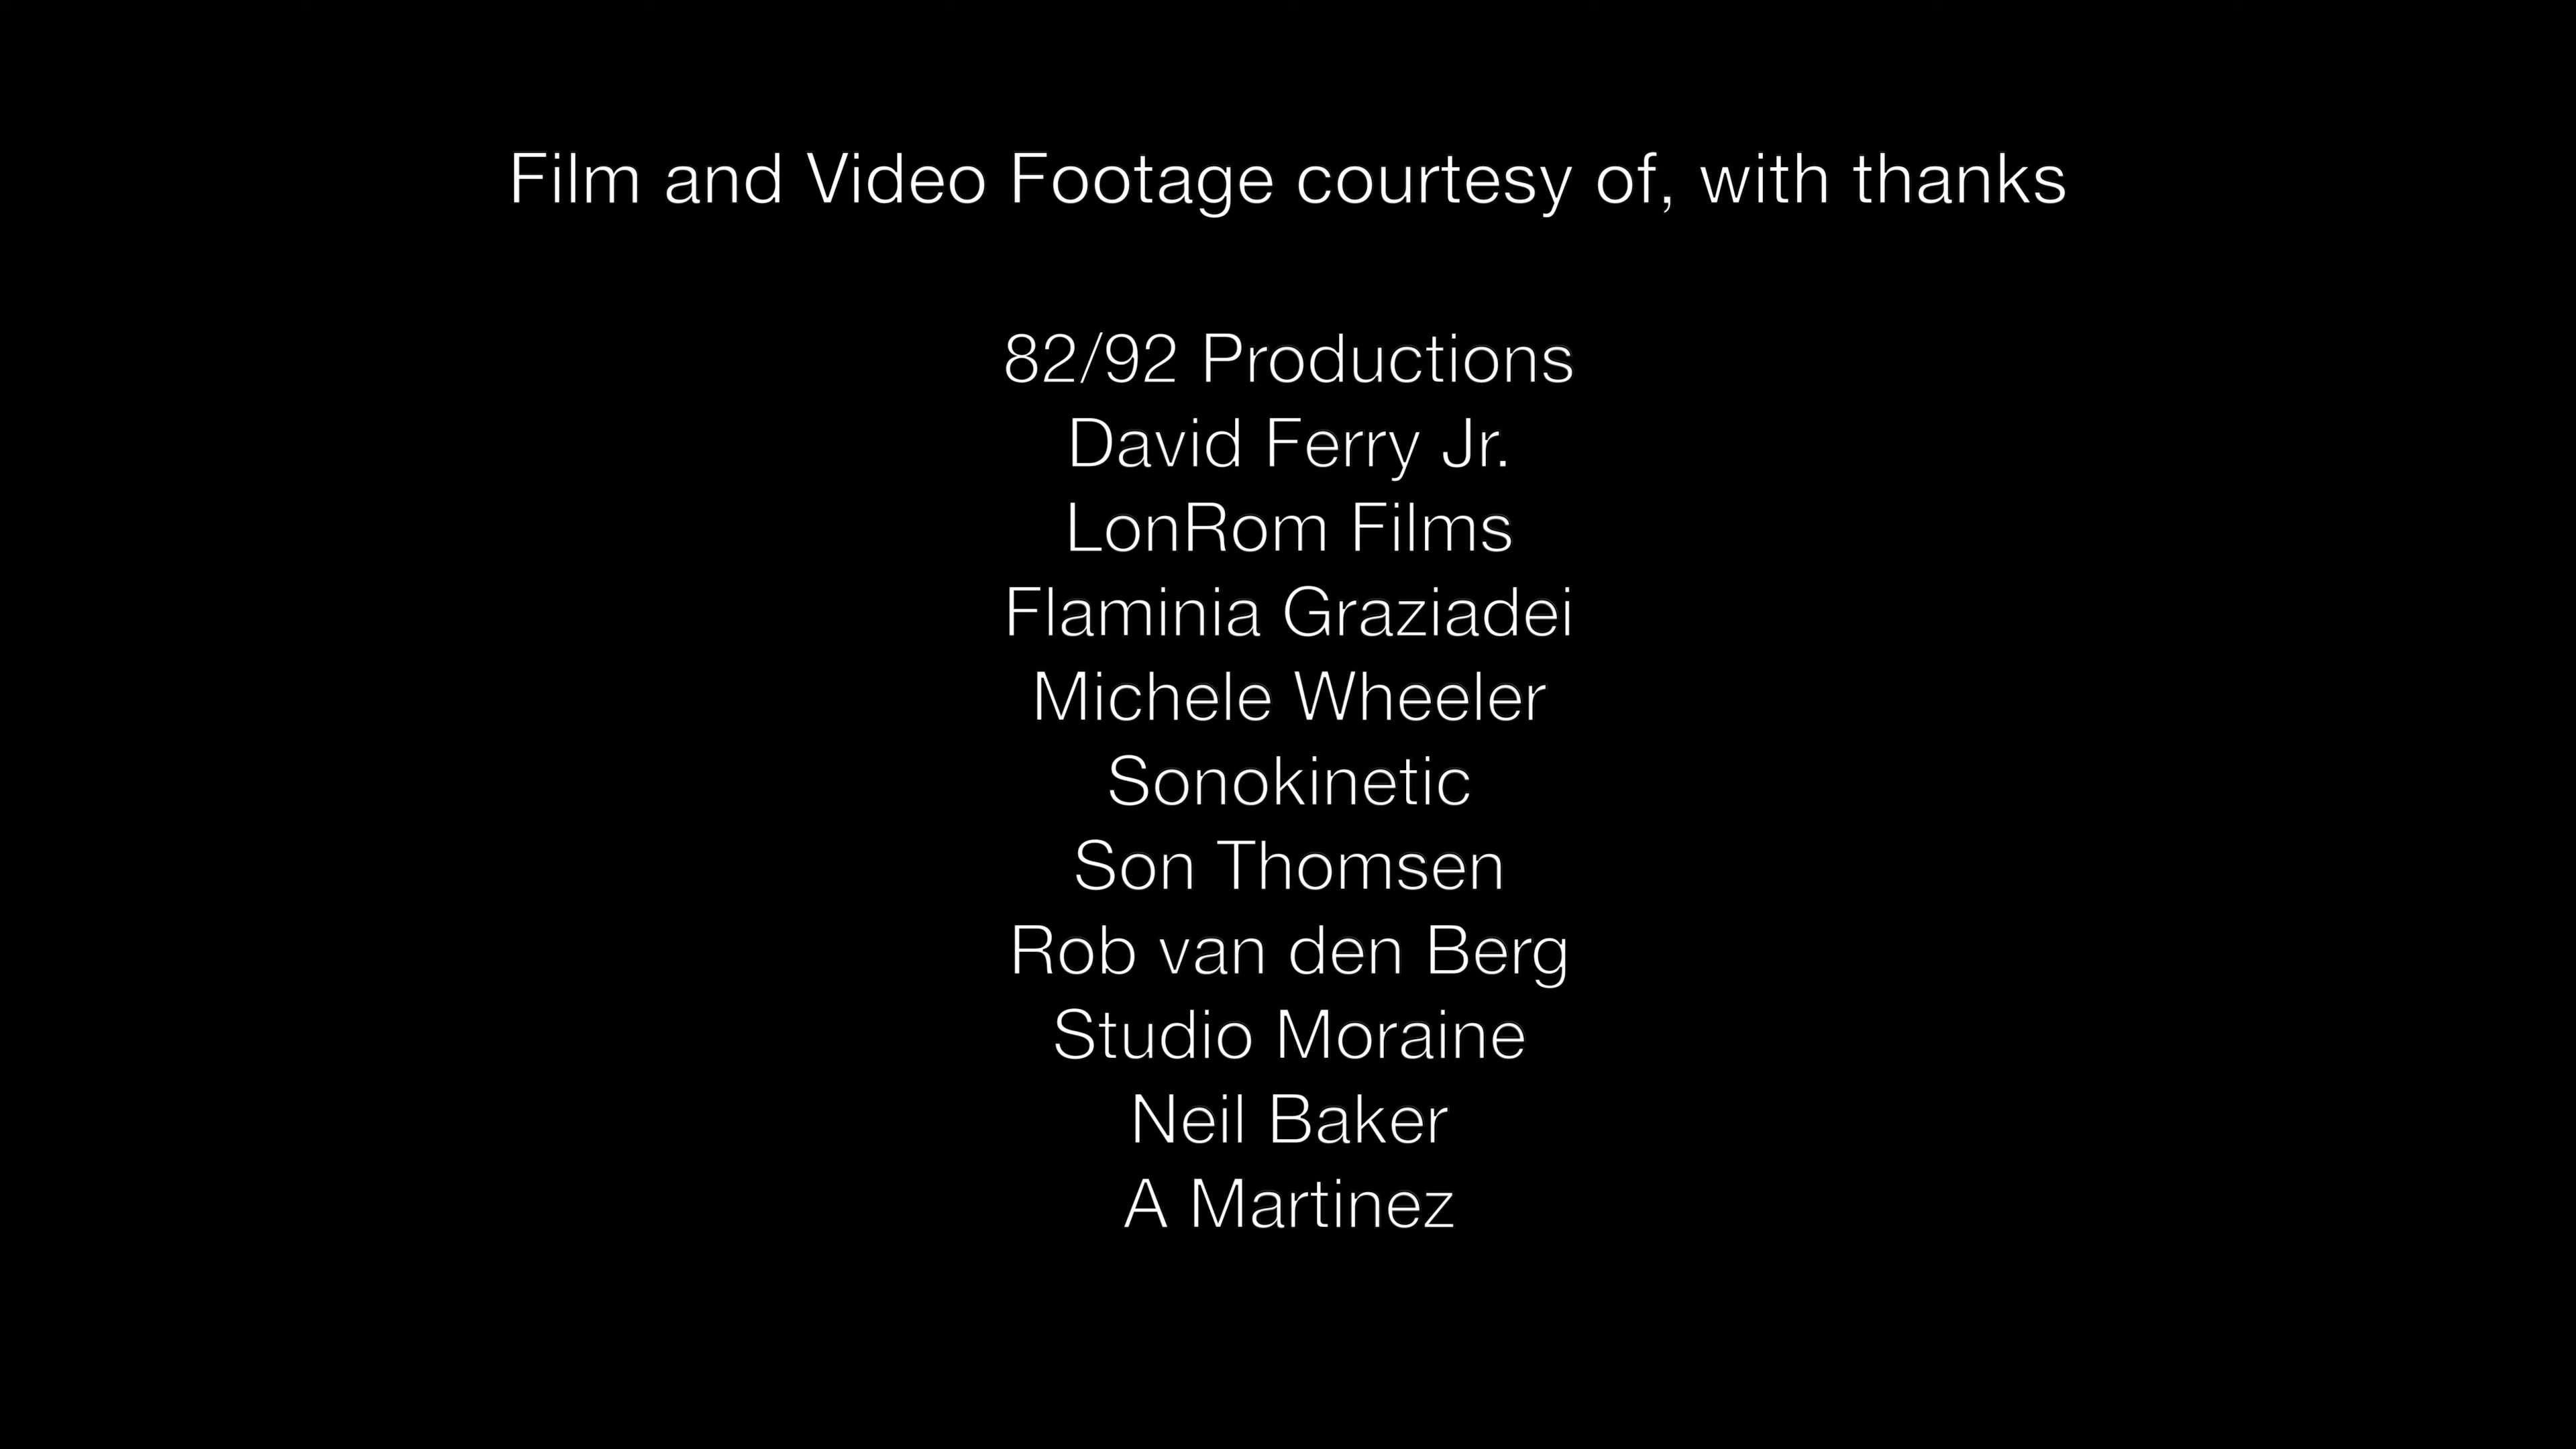 Film and Video Footage courtesy of, with thanks
82/92 Productions
David Ferry Jr.
LonRom Films
Flaminia Graziadei
Michele Wheeler
Sonokinetic
Son Thomsen
Rob van den Berg
Studio Moraine
Neil Baker
A Martinez